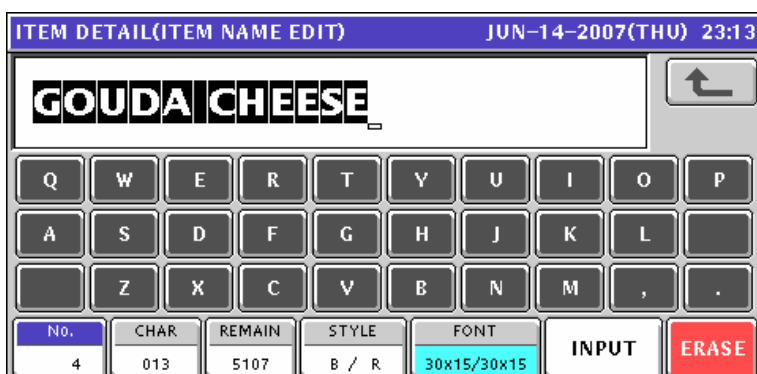 ITEM DETAIL(ITEM NAME EDIT) JUN-14-2007(THU) 23:13
GOUDA CHEESE
Q W E R T Y U I O P
A S D F G H J K L
Z X C V B N M , .
No. CHAR REMAIN STYLE FONT INPUT ERASE
4 013 5107 B / R 30x15/30x15